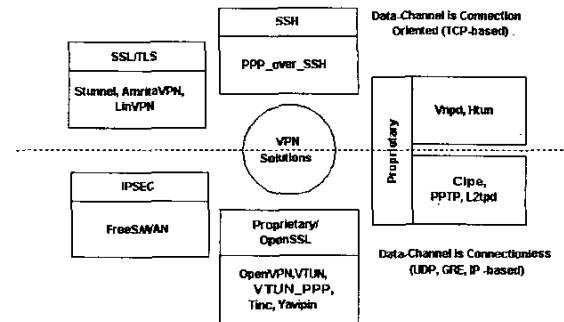 SSH
PPP_over_SSH
Data-Channel is Connection
Oriented (TCP-based) .
SSL/TLS
Stunnel, AmritaVPN,
LinVPN
VPN
Solutions
Proprietary
Vnpd, Htun
Cipe,
PPTP, L2tpd
IPSEC
FreeS/WAN
Proprietary/
OpenSSL
OpenVPN,VTUN,
VTUN_PPP,
Tinc, Yavipin
Data-Channel is Connectionless
(UDP, GRE, IP -based)